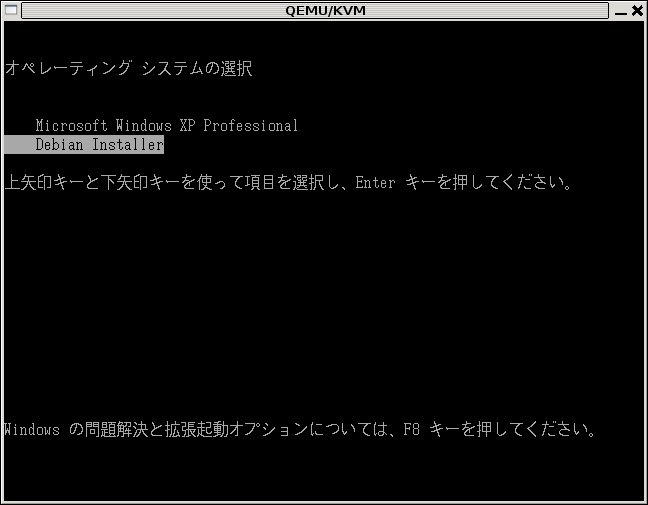 QEMU/KVM
オペレーティング システムの選択
Microsoft Windows XP Professional
Debian Installer
上矢印キーと下矢印キーを使って項目を選択し、Enter キーを押してください。
Windows の問題解決と拡張起動オプションについては、F8 キーを押してください。